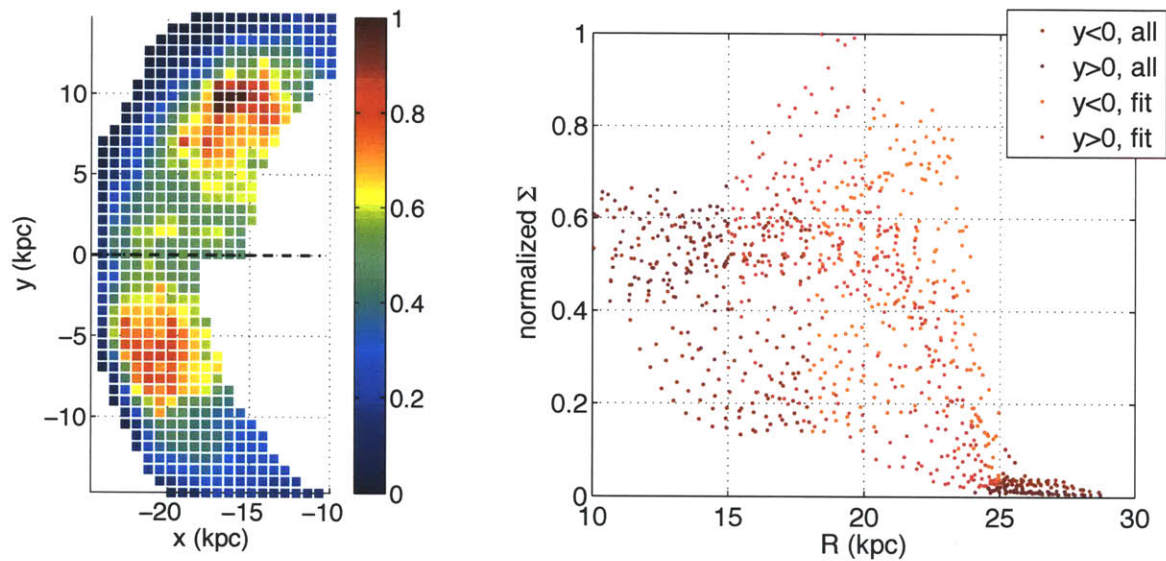 10
5
0
−5
−10
y (kpc)
−20 −15 −10
x (kpc)
1
0.8
0.6
0.4
0.2
0
1
0.8
0.6
0.4
0.2
0
normalized Σ
10 15 20 25 30
R (kpc)
y<0, all
y>0, all
y<0, fit
y>0, fit